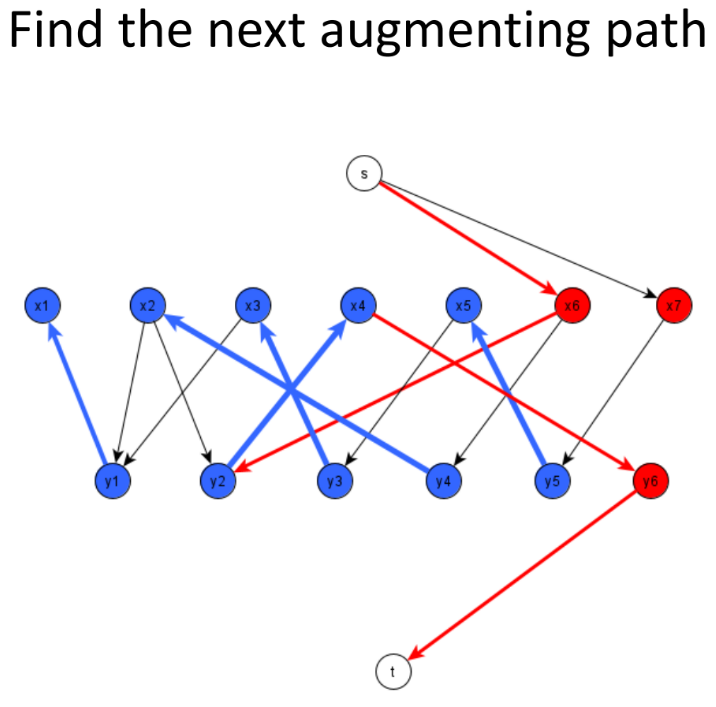 Find the next augmenting path
s
x1 x2 x3 x4 x5 x6 x7
y1 y2 y3 y4 y5 y6
t